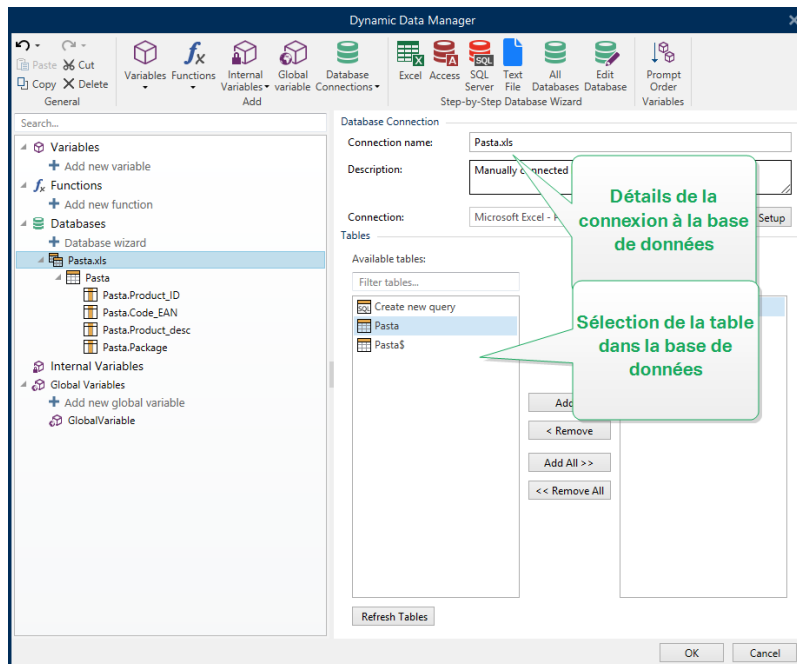 Dynamic Data Manager
Paste Cut
Copy Delete
General
Variables Functions Internal Variables Global variable Database Connections
Add
Excel Access SQL Server Text File All Databases Edit Database
Step-by-Step Database Wizard
Prompt Order
Variables
Search...
Variables
Add new variable
Functions
Add new function
Databases
Database wizard
Pasta.xls
Pasta
Pasta.Product_ID
Pasta.Code_EAN
Pasta.Product_desc
Pasta.Package
Internal Variables
Global Variables
Add new global variable
GlobalVariable
Database Connection
Connection name: Pasta.xls
Description: Manually connected
Connection: Microsoft Excel - Setup
Tables
Available tables:
Filter tables...
SQL Create new query
Pasta
Pasta$
Add
< Remove
Add All >>
<< Remove All
Refresh Tables
Détails de la
connexion à la base
de données
Sélection de la table
dans la base de
données
OK Cancel